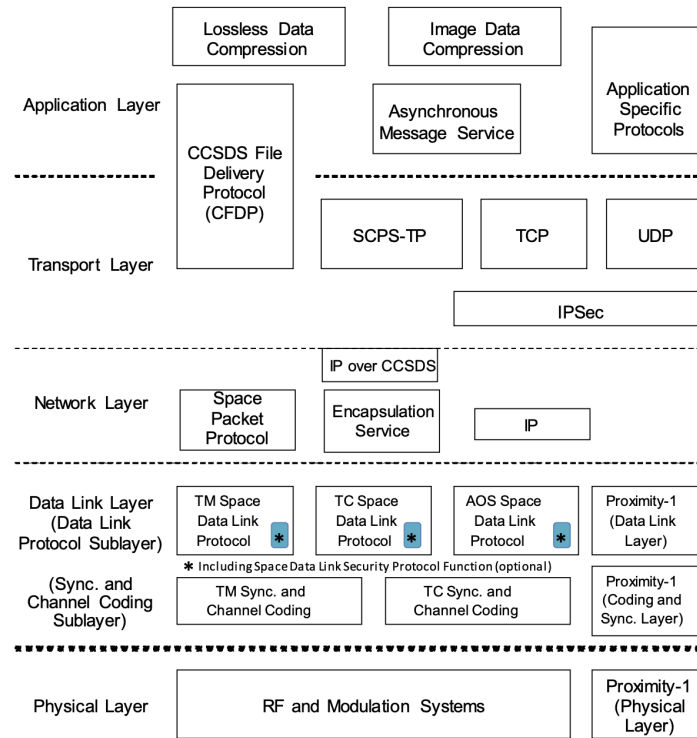 Lossless Data
Compression
Image Data
Compression
Application Layer
CCSDS File
Delivery
Protocol
(CFDP)
Asynchronous
Message Service
Application
Specific
Protocols
Transport Layer
SCPS-TP
TCP
UDP
IPSec
Network Layer
IP over CCSDS
Space
Packet
Protocol
Encapsulation
Service
IP
Data Link Layer
(Data Link
Protocol Sublayer)
TM Space
Data Link
Protocol *
TC Space
Data Link
Protocol *
AOS Space
Data Link
Protocol *
Proximity-1
(Data Link
Layer)
* Including Space Data Link Security Protocol Function (optional)
(Sync. and
Channel Coding
Sublayer)
TM Sync. and
Channel Coding
TC Sync. and
Channel Coding
Proximity-1
(Coding and
Sync. Layer)
Physical Layer
RF and Modulation Systems
Proximity-1
(Physical
Layer)